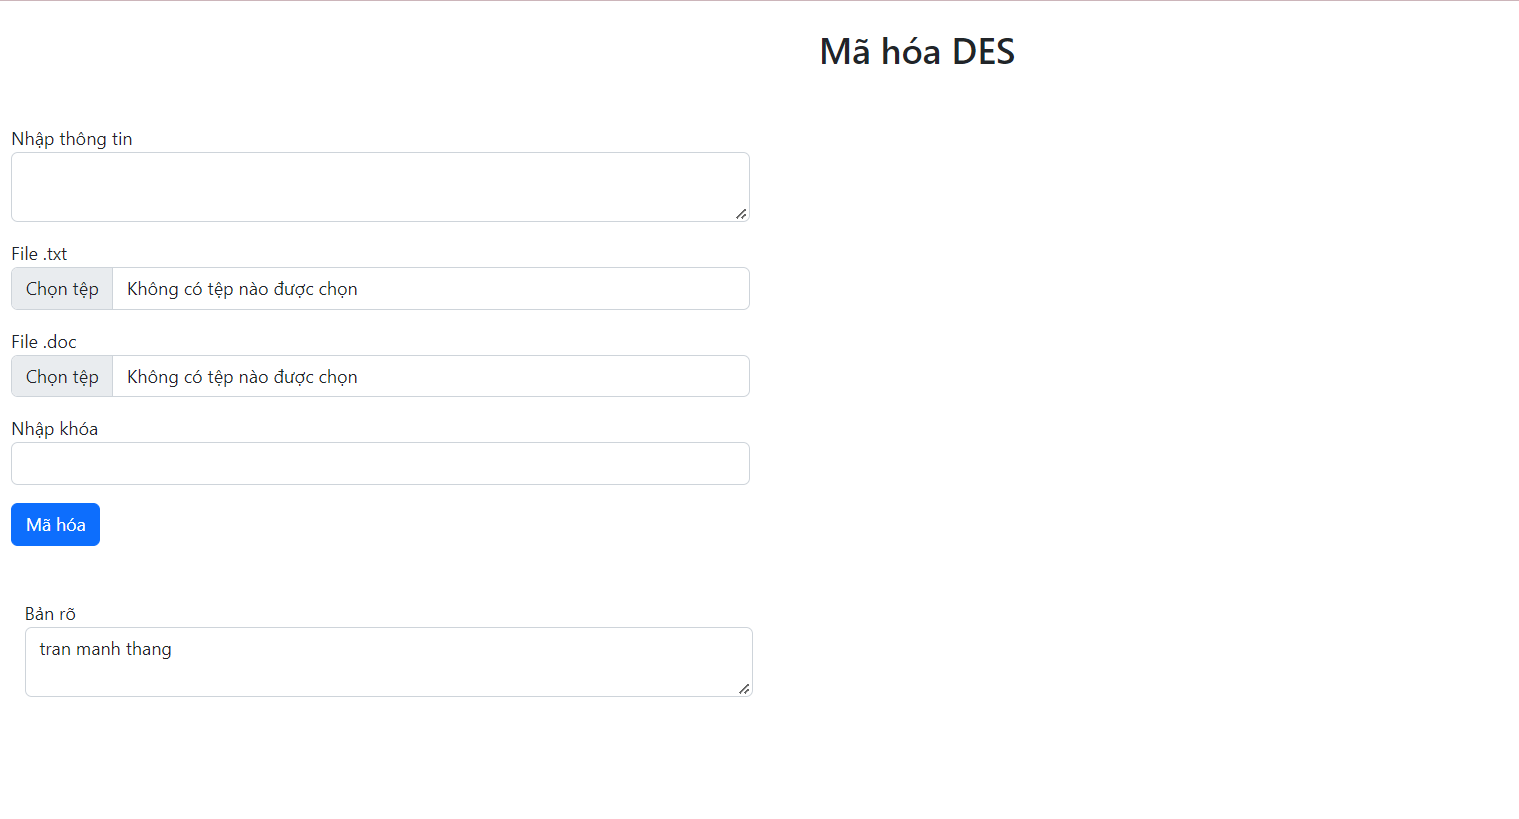 Mã hóa DES
Nhập thông tin
File .txt
Chọn tệp Không có tệp nào được chọn
File .doc
Chọn tệp Không có tệp nào được chọn
Nhập khóa
Mã hóa
Bản rõ
tran manh thang